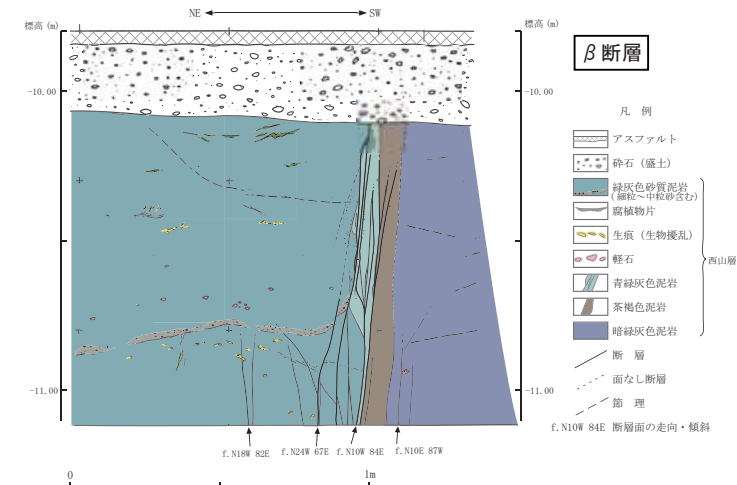 NE SW
標高 (m)
標高 (m)
-10.00
-10.00
-11.00
-11.00
f.N18W 82E
f.N24W 67E
f.N10W 84E
f.N10E 87W
0
1m
β断層
凡 例
アスファルト
砕石 (盛土)
緑灰色砂質泥岩
(細粒～中粒砂含む)
腐植物片
生痕 (生物擾乱)
軽石
青緑灰色泥岩
茶褐色泥岩
暗緑灰色泥岩
西山層
断 層
面なし断層
節 理
f.N10W 84E 断層面の走向・傾斜